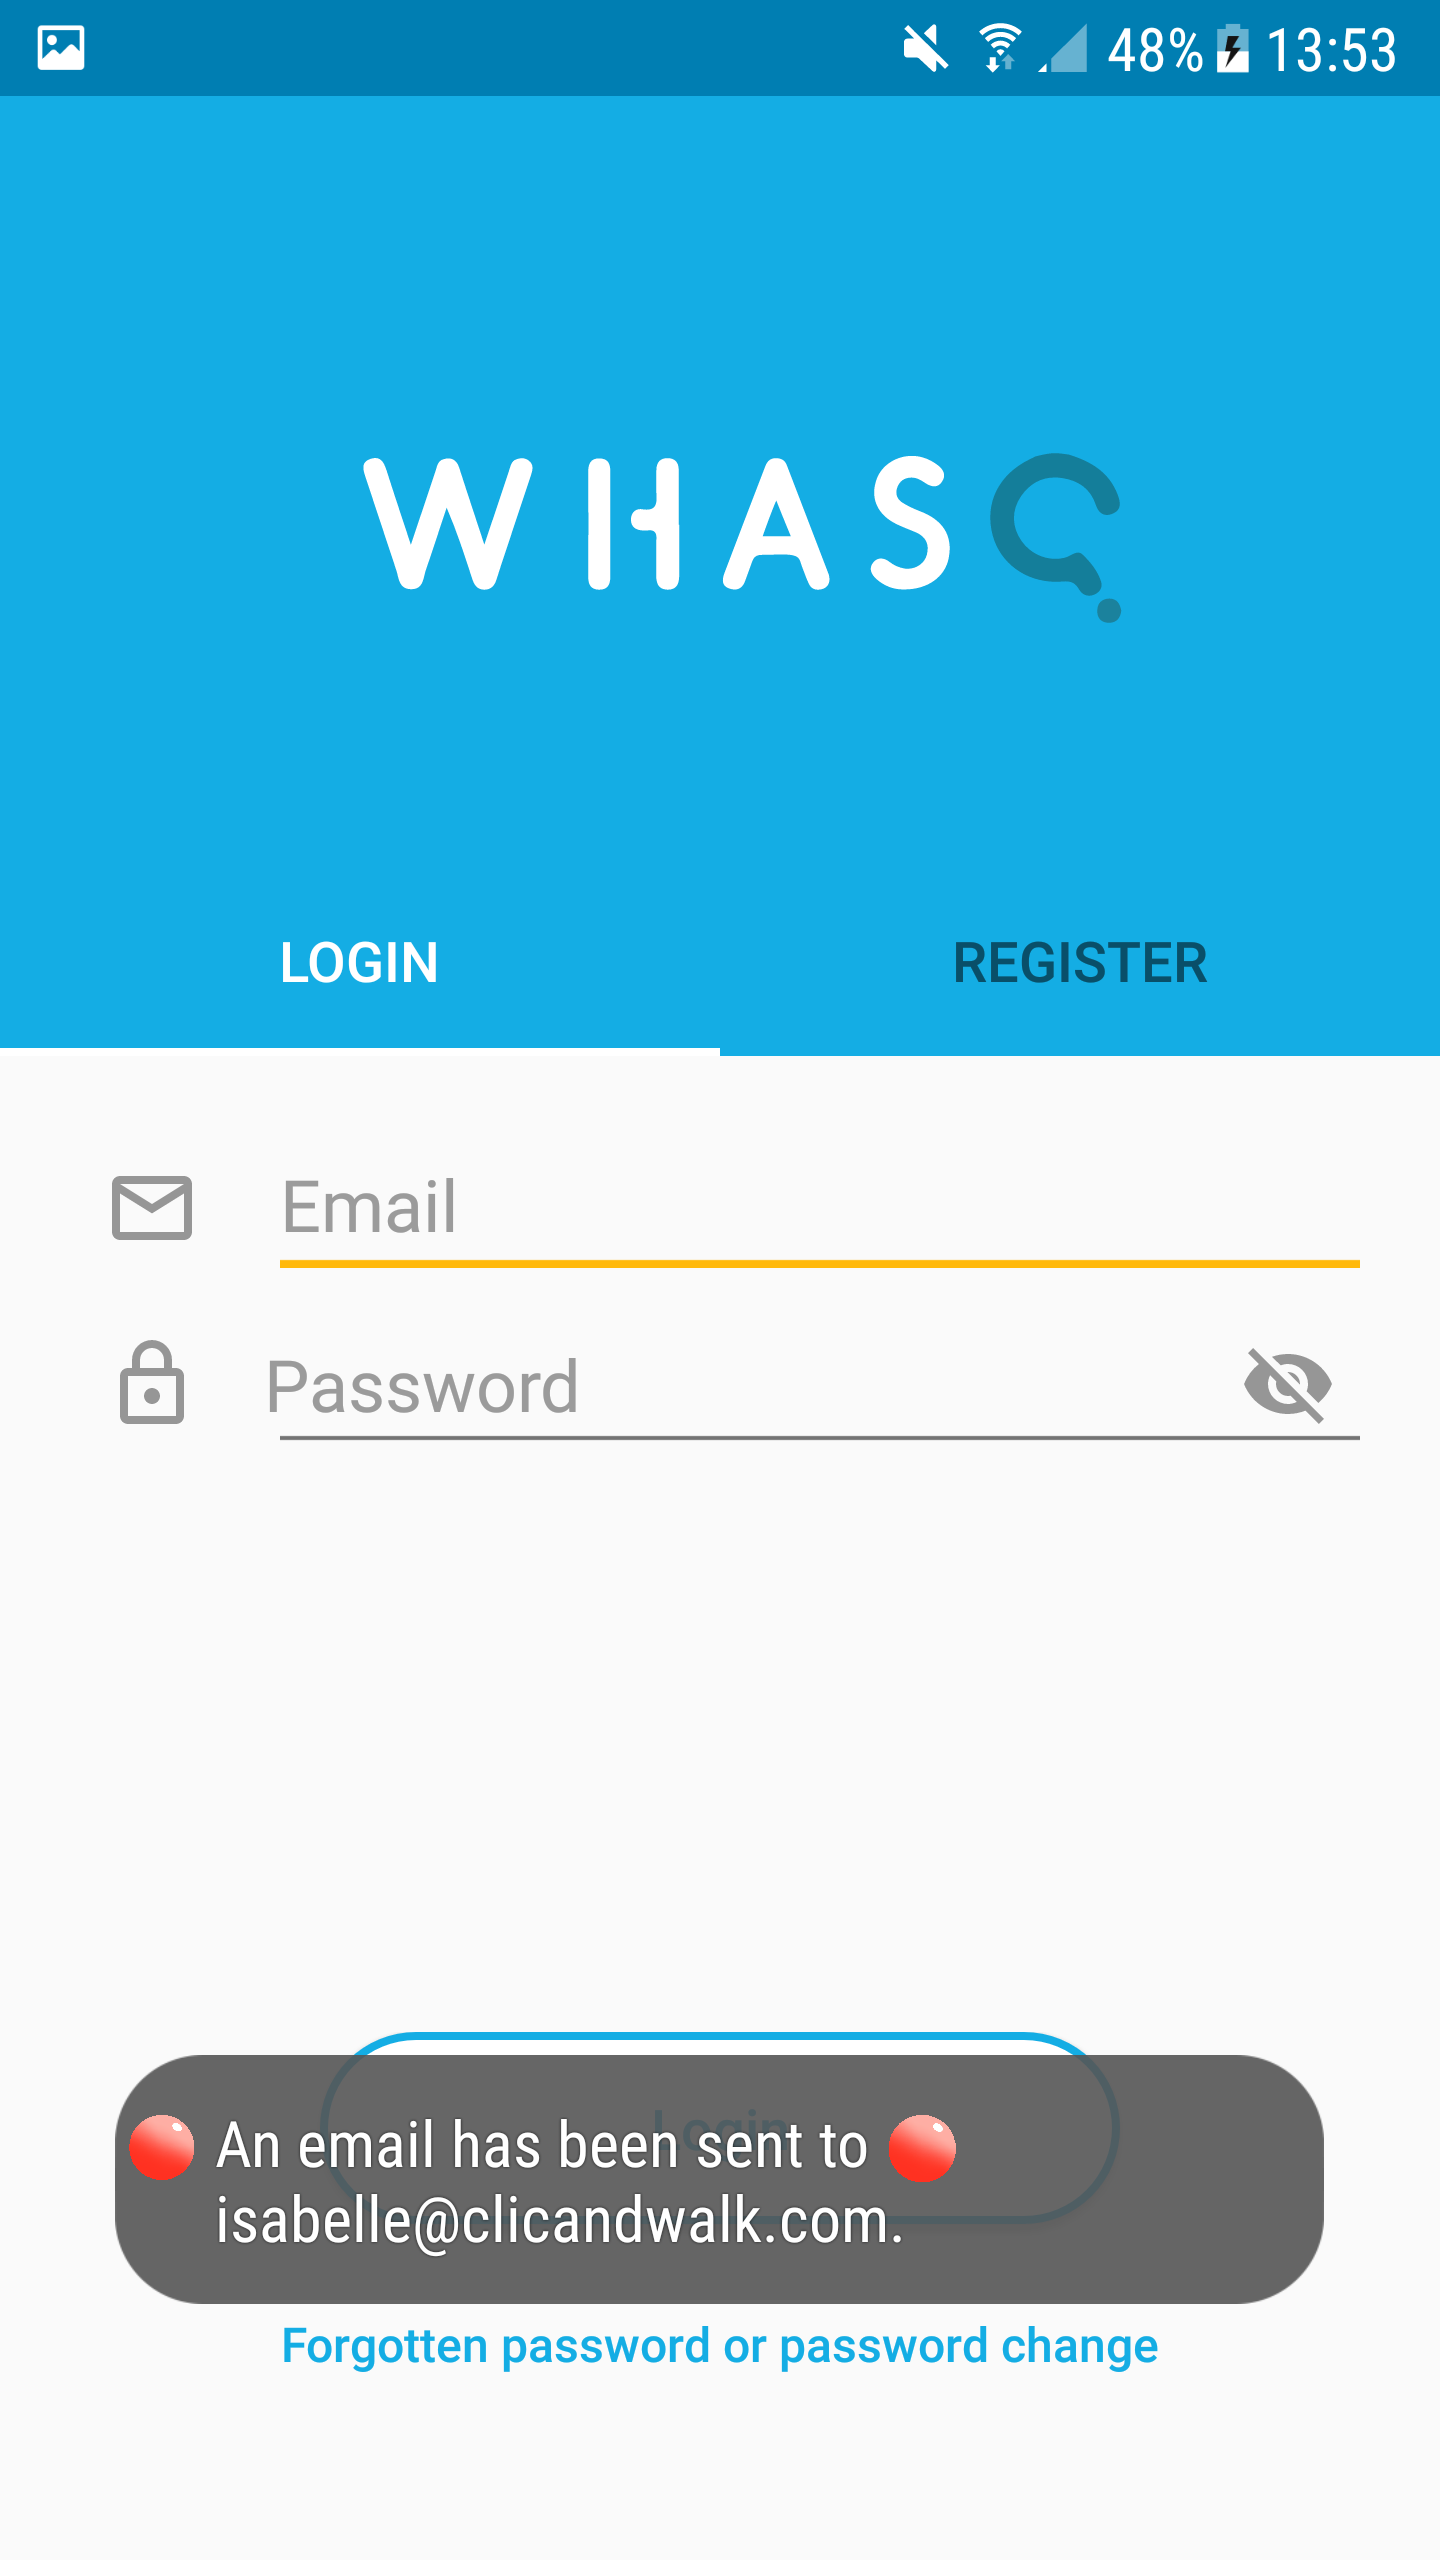 48% 13:53
WHASQ
LOGIN REGISTER
Email
Password
Login
An email has been sent to
isabelle@clicandwalk.com.
Forgotten password or password change